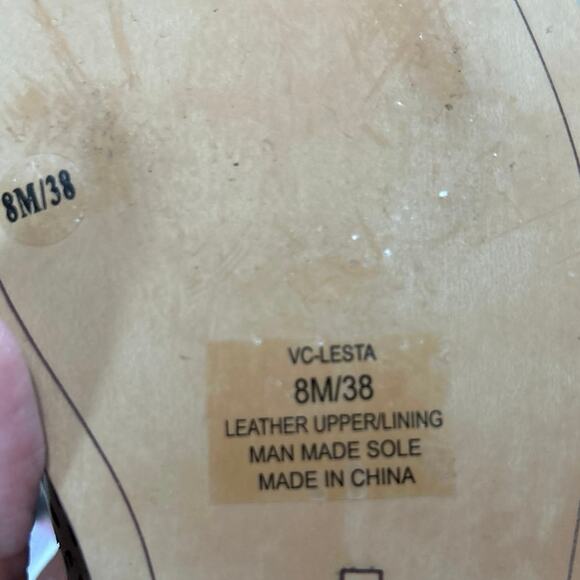 8M/38
VC-LESTA
8M/38
LEATHER UPPER/LINING
MAN MADE SOLE
MADE IN CHINA